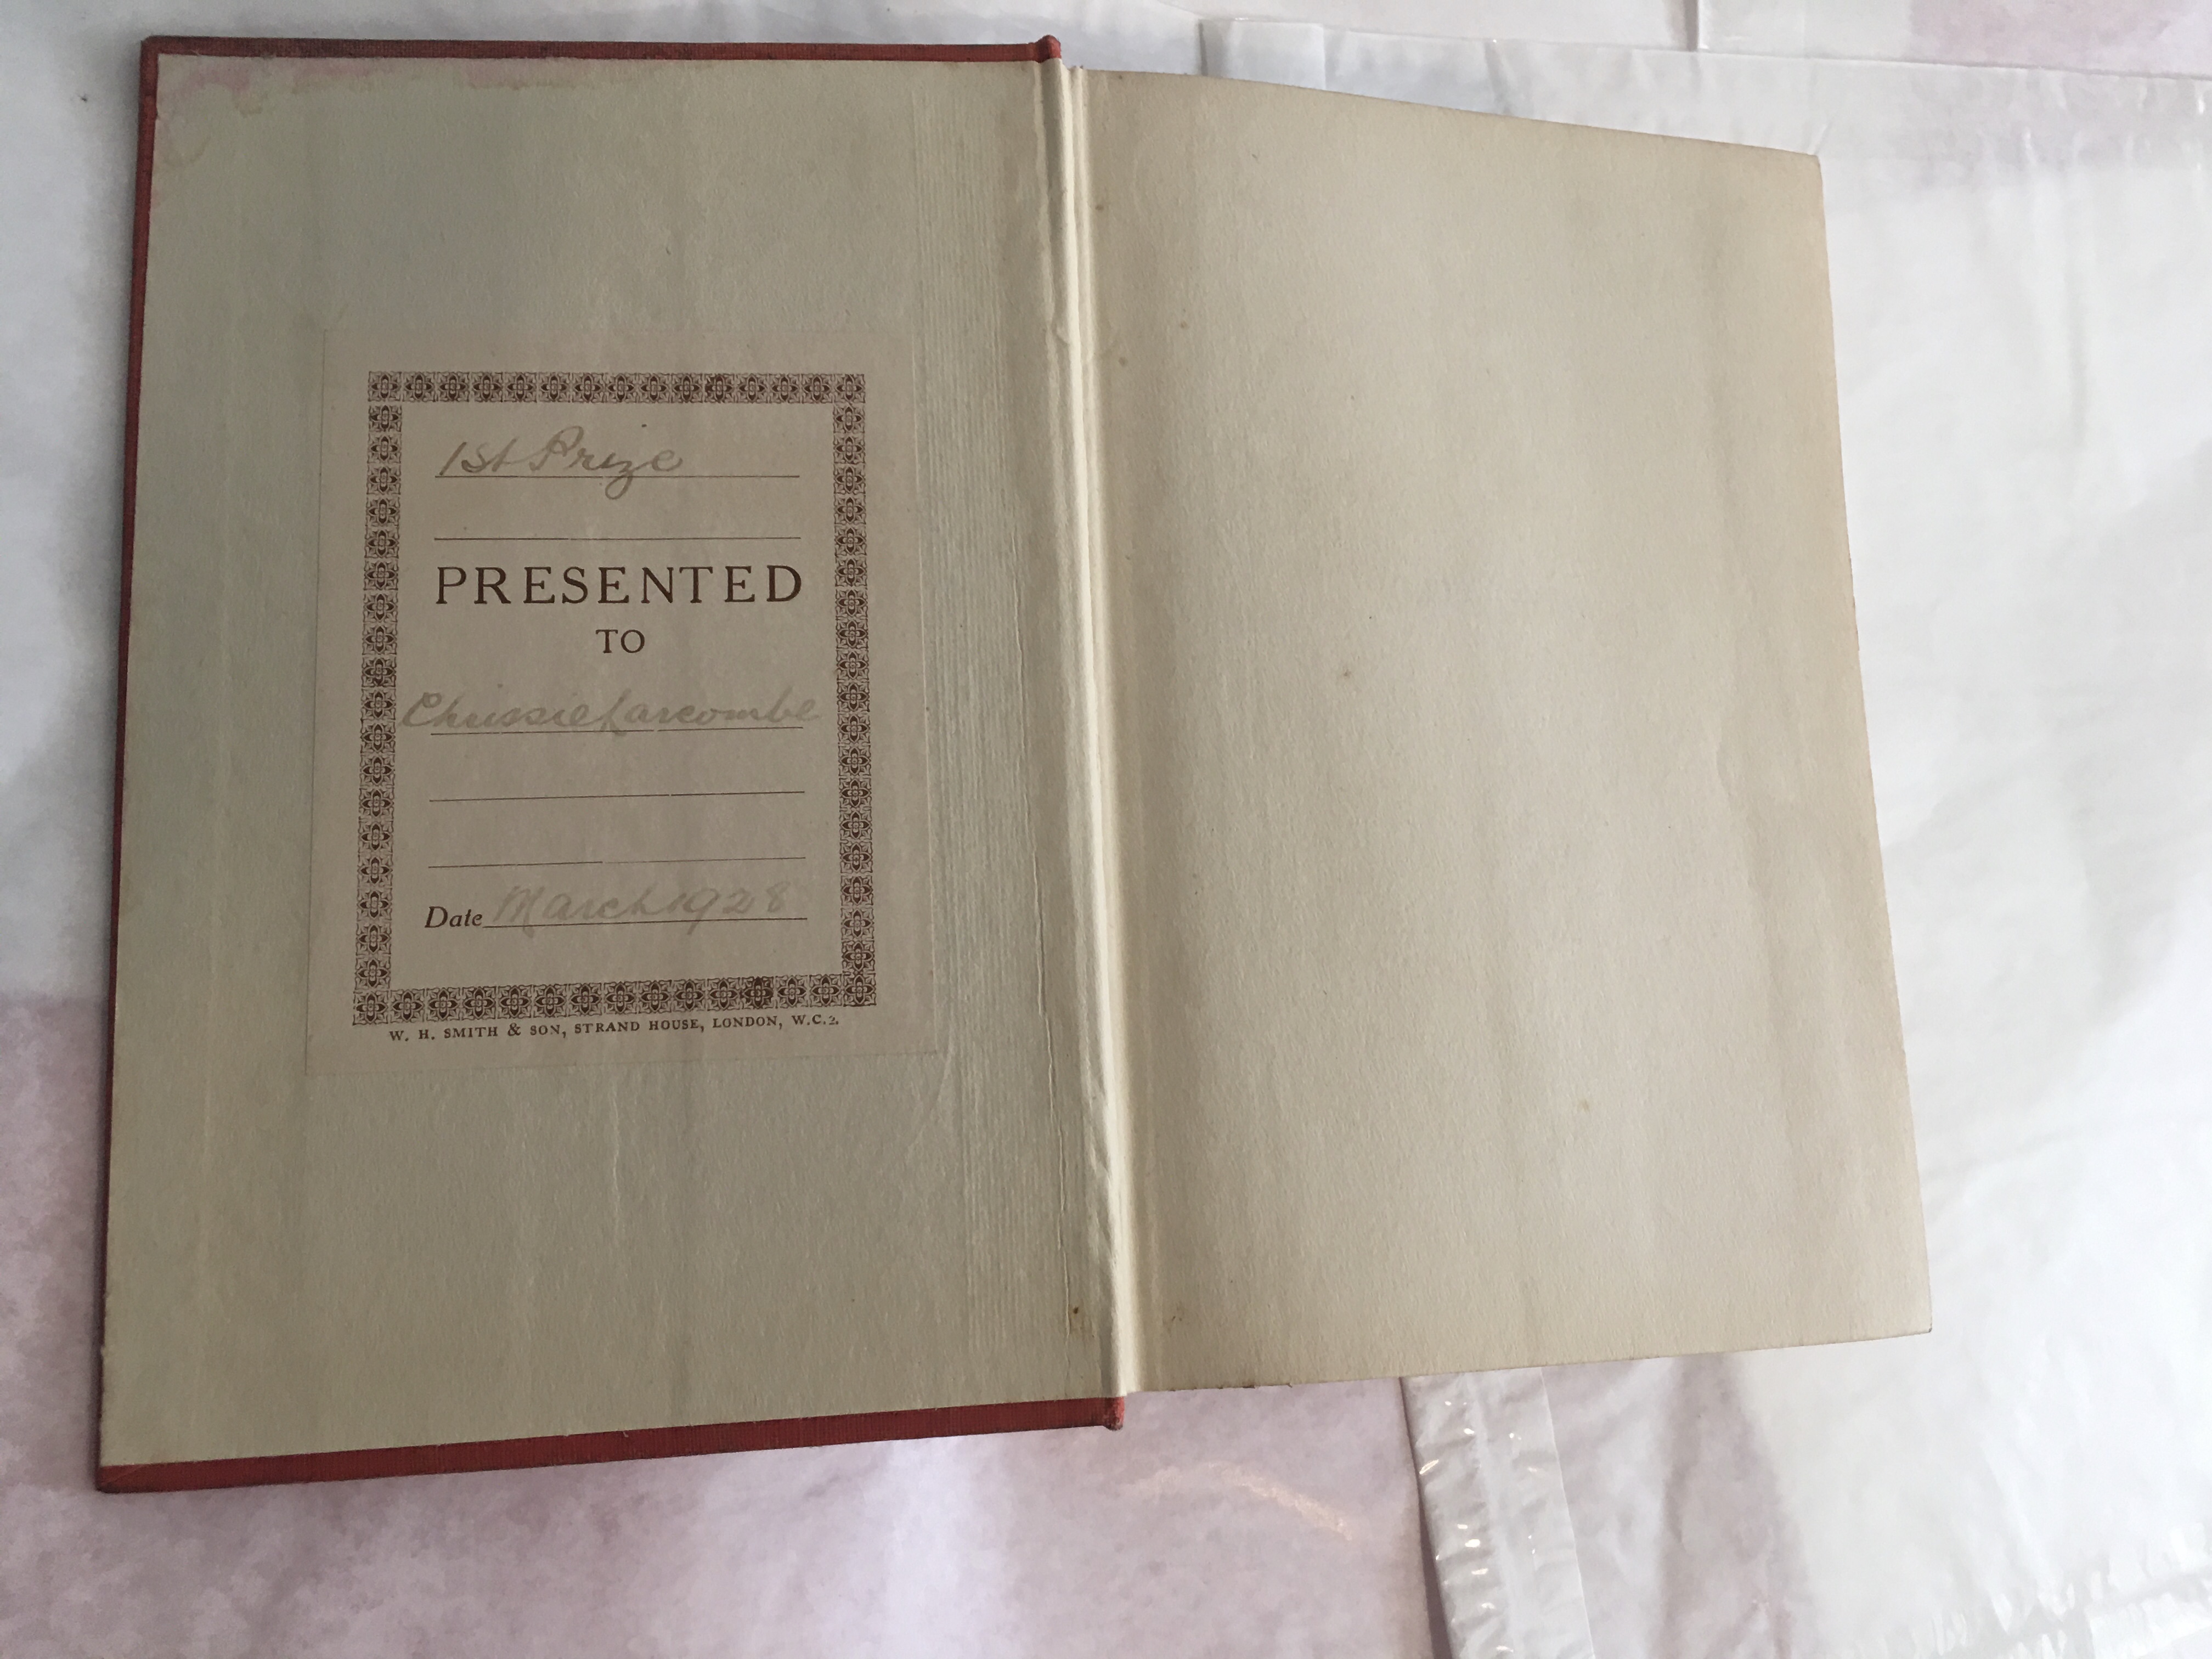 1st Prize
PRESENTED
TO
Chrissie Larcombe
Date March 1928
W. H. SMITH & SON, STRAND HOUSE, LONDON, W.C.2.